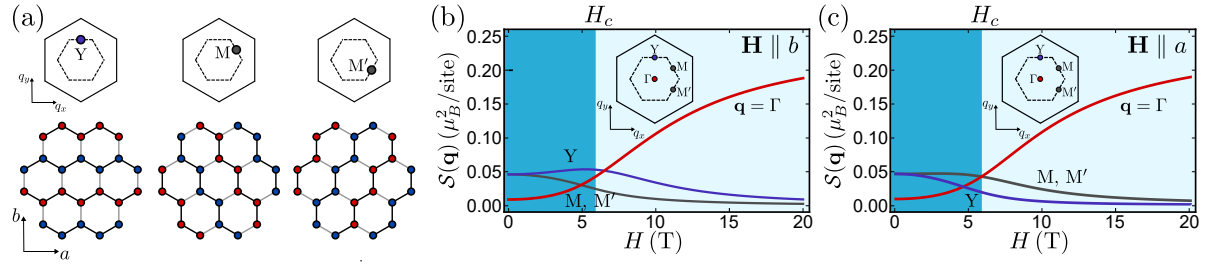 (a)
Y
M
M′
q_y
q_x
b
a
(b)
H_c
S(q) (μ_B^2/site)
0.25
0.20
0.15
0.10
0.05
0.00
0
5
10
15
20
H (T)
H ∥ b
Y
M
Γ
M′
q_y
q_x
q = Γ
Y
M, M′
(c)
H_c
S(q) (μ_B^2/site)
0.25
0.20
0.15
0.10
0.05
0.00
0
5
10
15
20
H (T)
H ∥ a
Y
M
Γ
M′
q_y
q_x
q = Γ
M, M′
Y